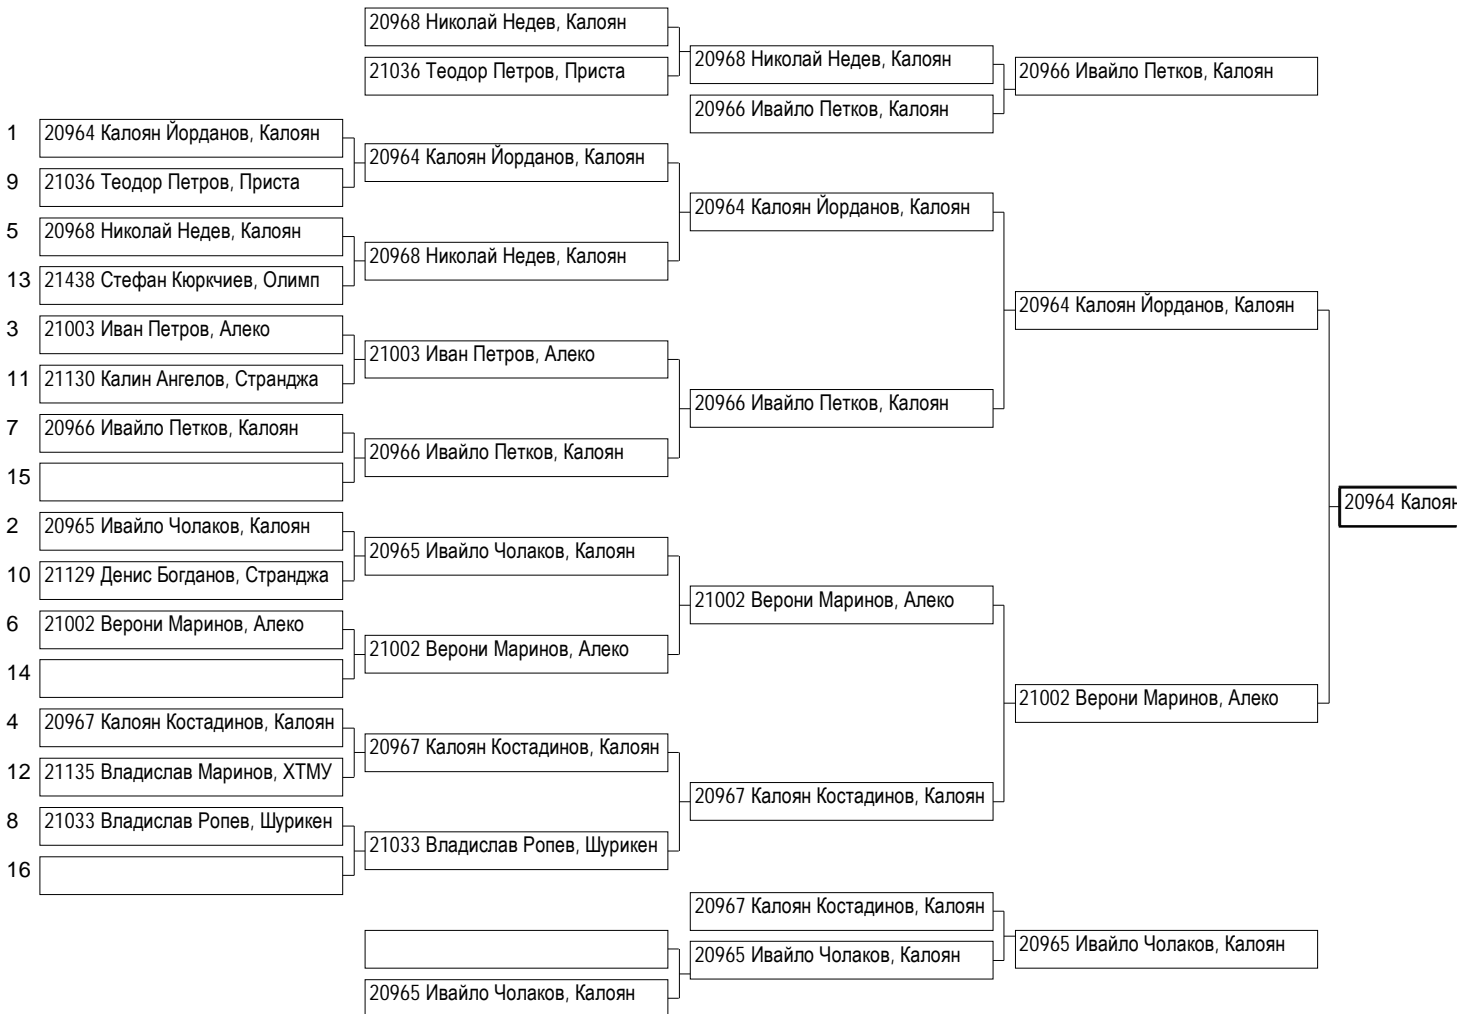 20968 Николай Недев, Калоян
21036 Теодор Петров, Приста
20968 Николай Недев, Калоян
20966 Ивайло Петков, Калоян
20966 Ивайло Петков, Калоян
1 20964 Калоян Йорданов, Калоян
9 21036 Теодор Петров, Приста
5 20968 Николай Недев, Калоян
13 21438 Стефан Кюркчиев, Олимп
3 21003 Иван Петров, Алеко
11 21130 Калин Ангелов, Странджа
7 20966 Ивайло Петков, Калоян
15
2 20965 Ивайло Чолаков, Калоян
10 21129 Денис Богданов, Странджа
6 21002 Верони Маринов, Алеко
14
4 20967 Калоян Костадинов, Калоян
12 21135 Владислав Маринов, ХТМУ
8 21033 Владислав Ропев, Шурикен
16
20964 Калоян Йорданов, Калоян
20968 Николай Недев, Калоян
21003 Иван Петров, Алеко
20966 Ивайло Петков, Калоян
20965 Ивайло Чолаков, Калоян
21002 Верони Маринов, Алеко
20967 Калоян Костадинов, Калоян
21033 Владислав Ропев, Шурикен
20964 Калоян Йорданов, Калоян
20966 Ивайло Петков, Калоян
21002 Верони Маринов, Алеко
20967 Калоян Костадинов, Калоян
20964 Калоян Йорданов, Калоян
21002 Верони Маринов, Алеко
20964 Калоян
20967 Калоян Костадинов, Калоян
20965 Ивайло Чолаков, Калоян
20965 Ивайло Чолаков, Калоян
20965 Ивайло Чолаков, Калоян